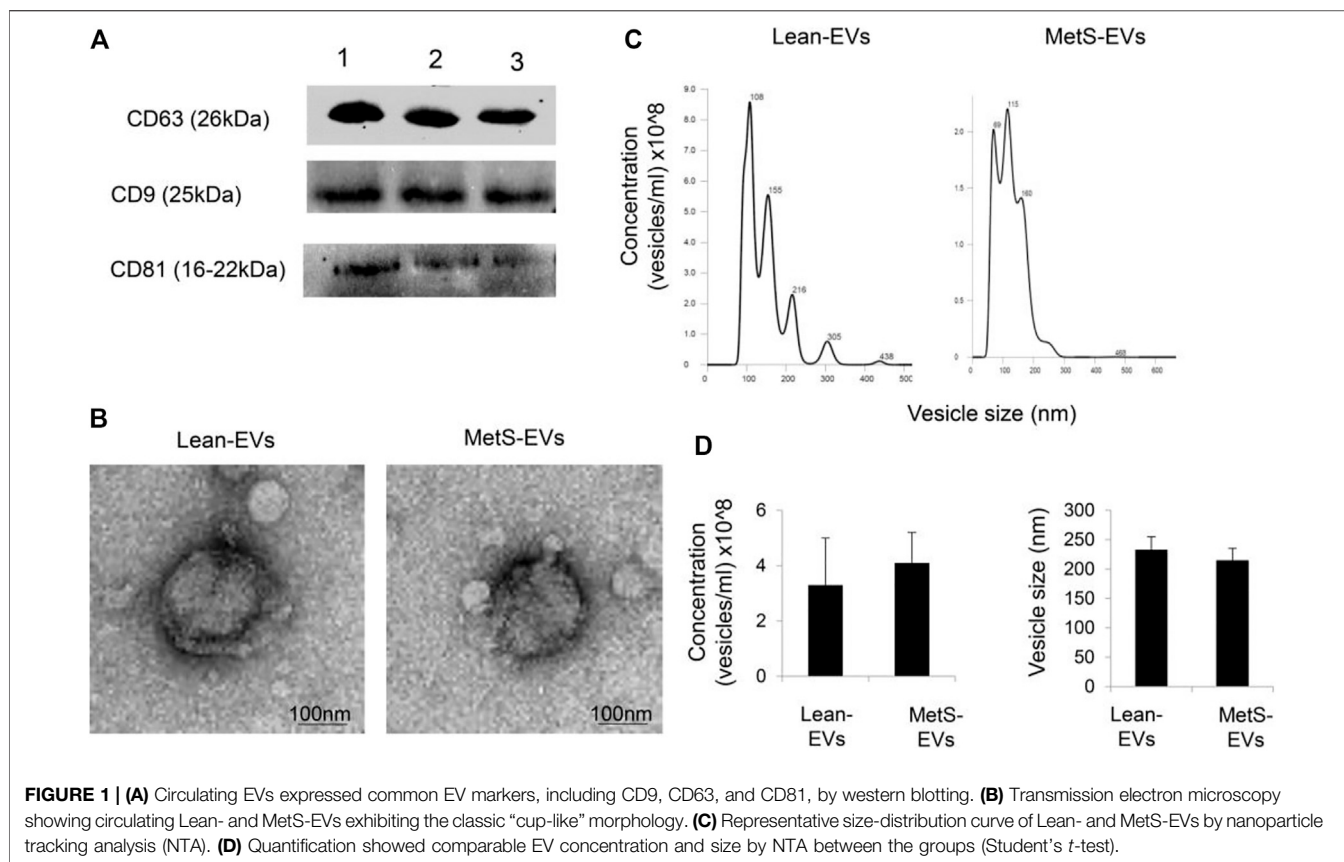 A
1 2 3
CD63 (26kDa)
CD9 (25kDa)
CD81 (16-22kDa)
B
Lean-EVs MetS-EVs
100nm 100nm
C
Lean-EVs MetS-EVs
Concentration
(vesicles/ml) x10^8
9.0
8.0
7.0
6.0
5.0
4.0
3.0
2.0
1.0
0
108
155
216
305
438
0 100 200 300 400 500
2.0
1.5
1.0
0.5
0
69
115
160
468
0 100 200 300 400 500 600
Vesicle size (nm)
D
Concentration
(vesicles/ml) x10^8
6
4
2
0
Lean-
EVs
MetS-
EVs
Vesicle size (nm)
300
250
200
150
100
50
0
Lean-
EVs
MetS-
EVs
FIGURE 1 | (A) Circulating EVs expressed common EV markers, including CD9, CD63, and CD81, by western blotting. (B) Transmission electron microscopy
showing circulating Lean- and MetS-EVs exhibiting the classic “cup-like” morphology. (C) Representative size-distribution curve of Lean- and MetS-EVs by nanoparticle
tracking analysis (NTA). (D) Quantification showed comparable EV concentration and size by NTA between the groups (Student’s t-test).